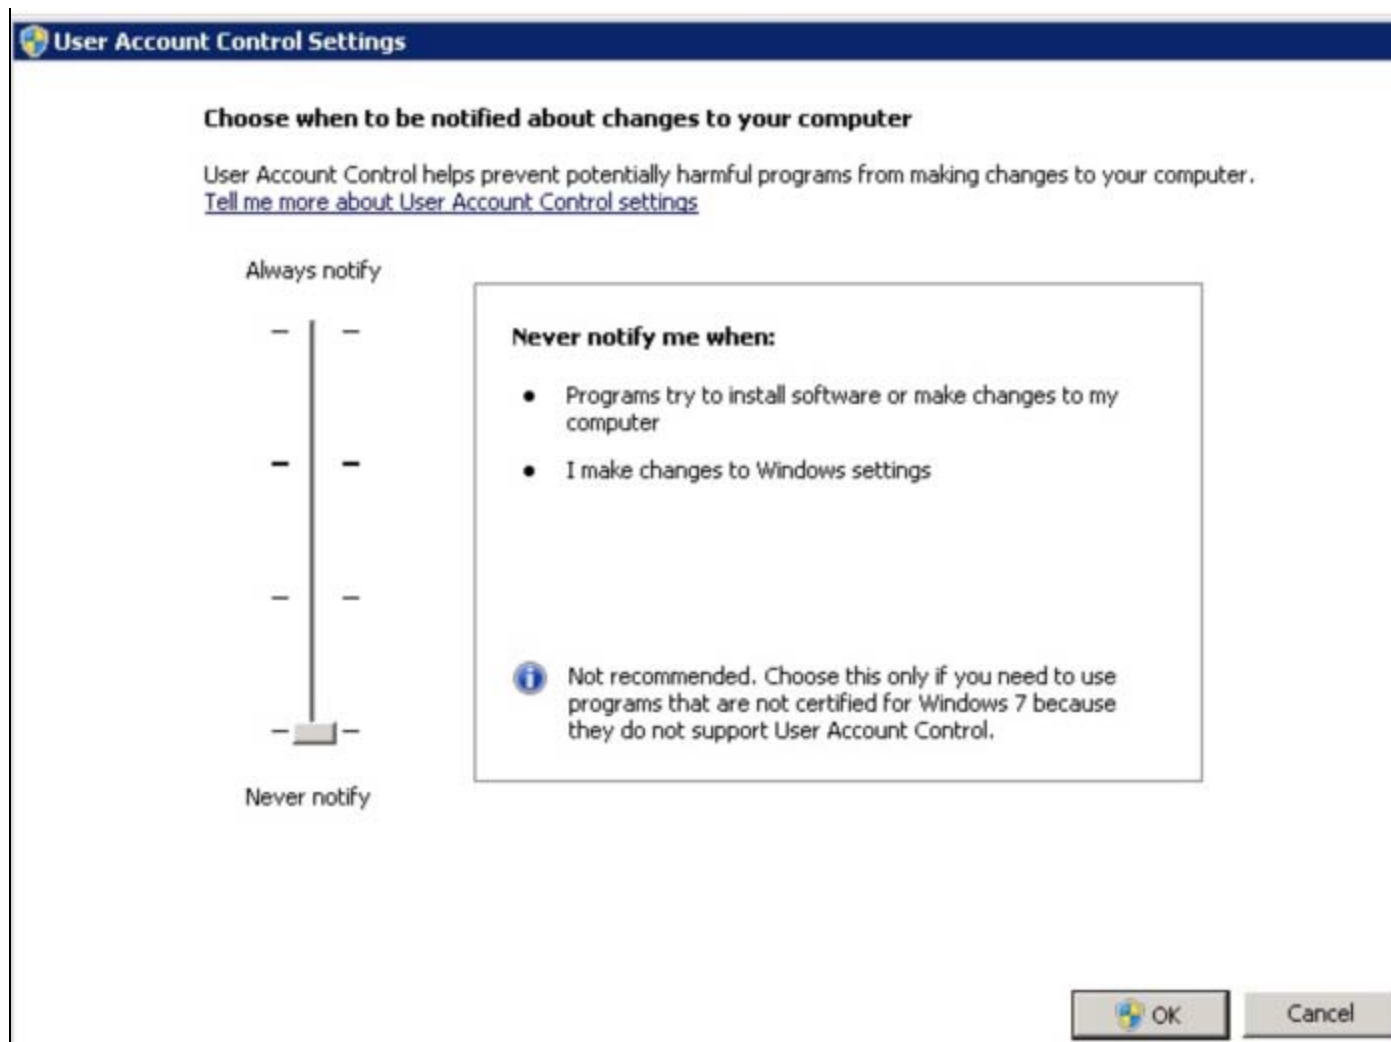 User Account Control Settings
Choose when to be notified about changes to your computer
User Account Control helps prevent potentially harmful programs from making changes to your computer.
Tell me more about User Account Control settings
Always notify
Never notify me when:
● Programs try to install software or make changes to my
computer
● I make changes to Windows settings
Not recommended. Choose this only if you need to use
programs that are not certified for Windows 7 because
they do not support User Account Control.
Never notify
OK
Cancel